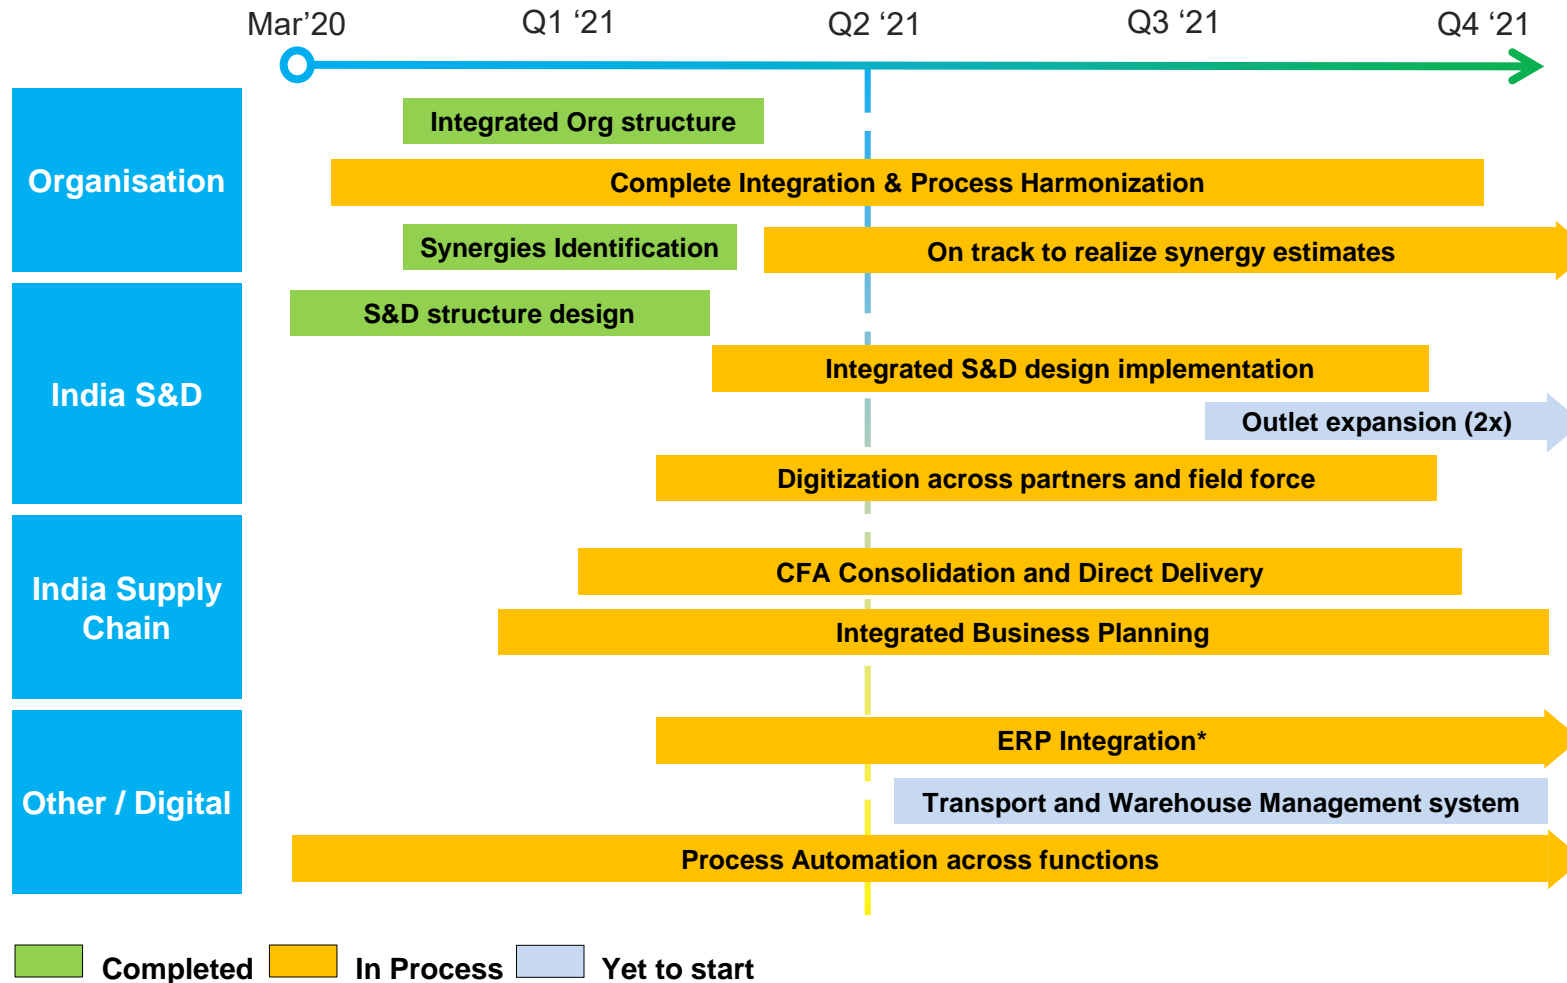 Mar’20
Q1 ‘21
Q2 ‘21
Q3 ‘21
Q4 ‘21
Organisation
Integrated Org structure
Complete Integration & Process Harmonization
Synergies Identification
On track to realize synergy estimates
India S&D
S&D structure design
Integrated S&D design implementation
Outlet expansion (2x)
Digitization across partners and field force
India Supply
Chain
CFA Consolidation and Direct Delivery
Integrated Business Planning
Other / Digital
ERP Integration*
Transport and Warehouse Management system
Process Automation across functions
Completed
In Process
Yet to start